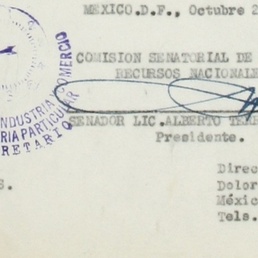 MEXICO.D.F., Octubre 2
COMISION SENATORIAL DE
RECURSOS NACIONALE
SENADOR LIC.ALBERTO TE
Presidente.
INDUSTRIA COMERCIO
RIA PARTICULAR
RETARIO
S.
Direc
Dolor
Méxic
Tels.